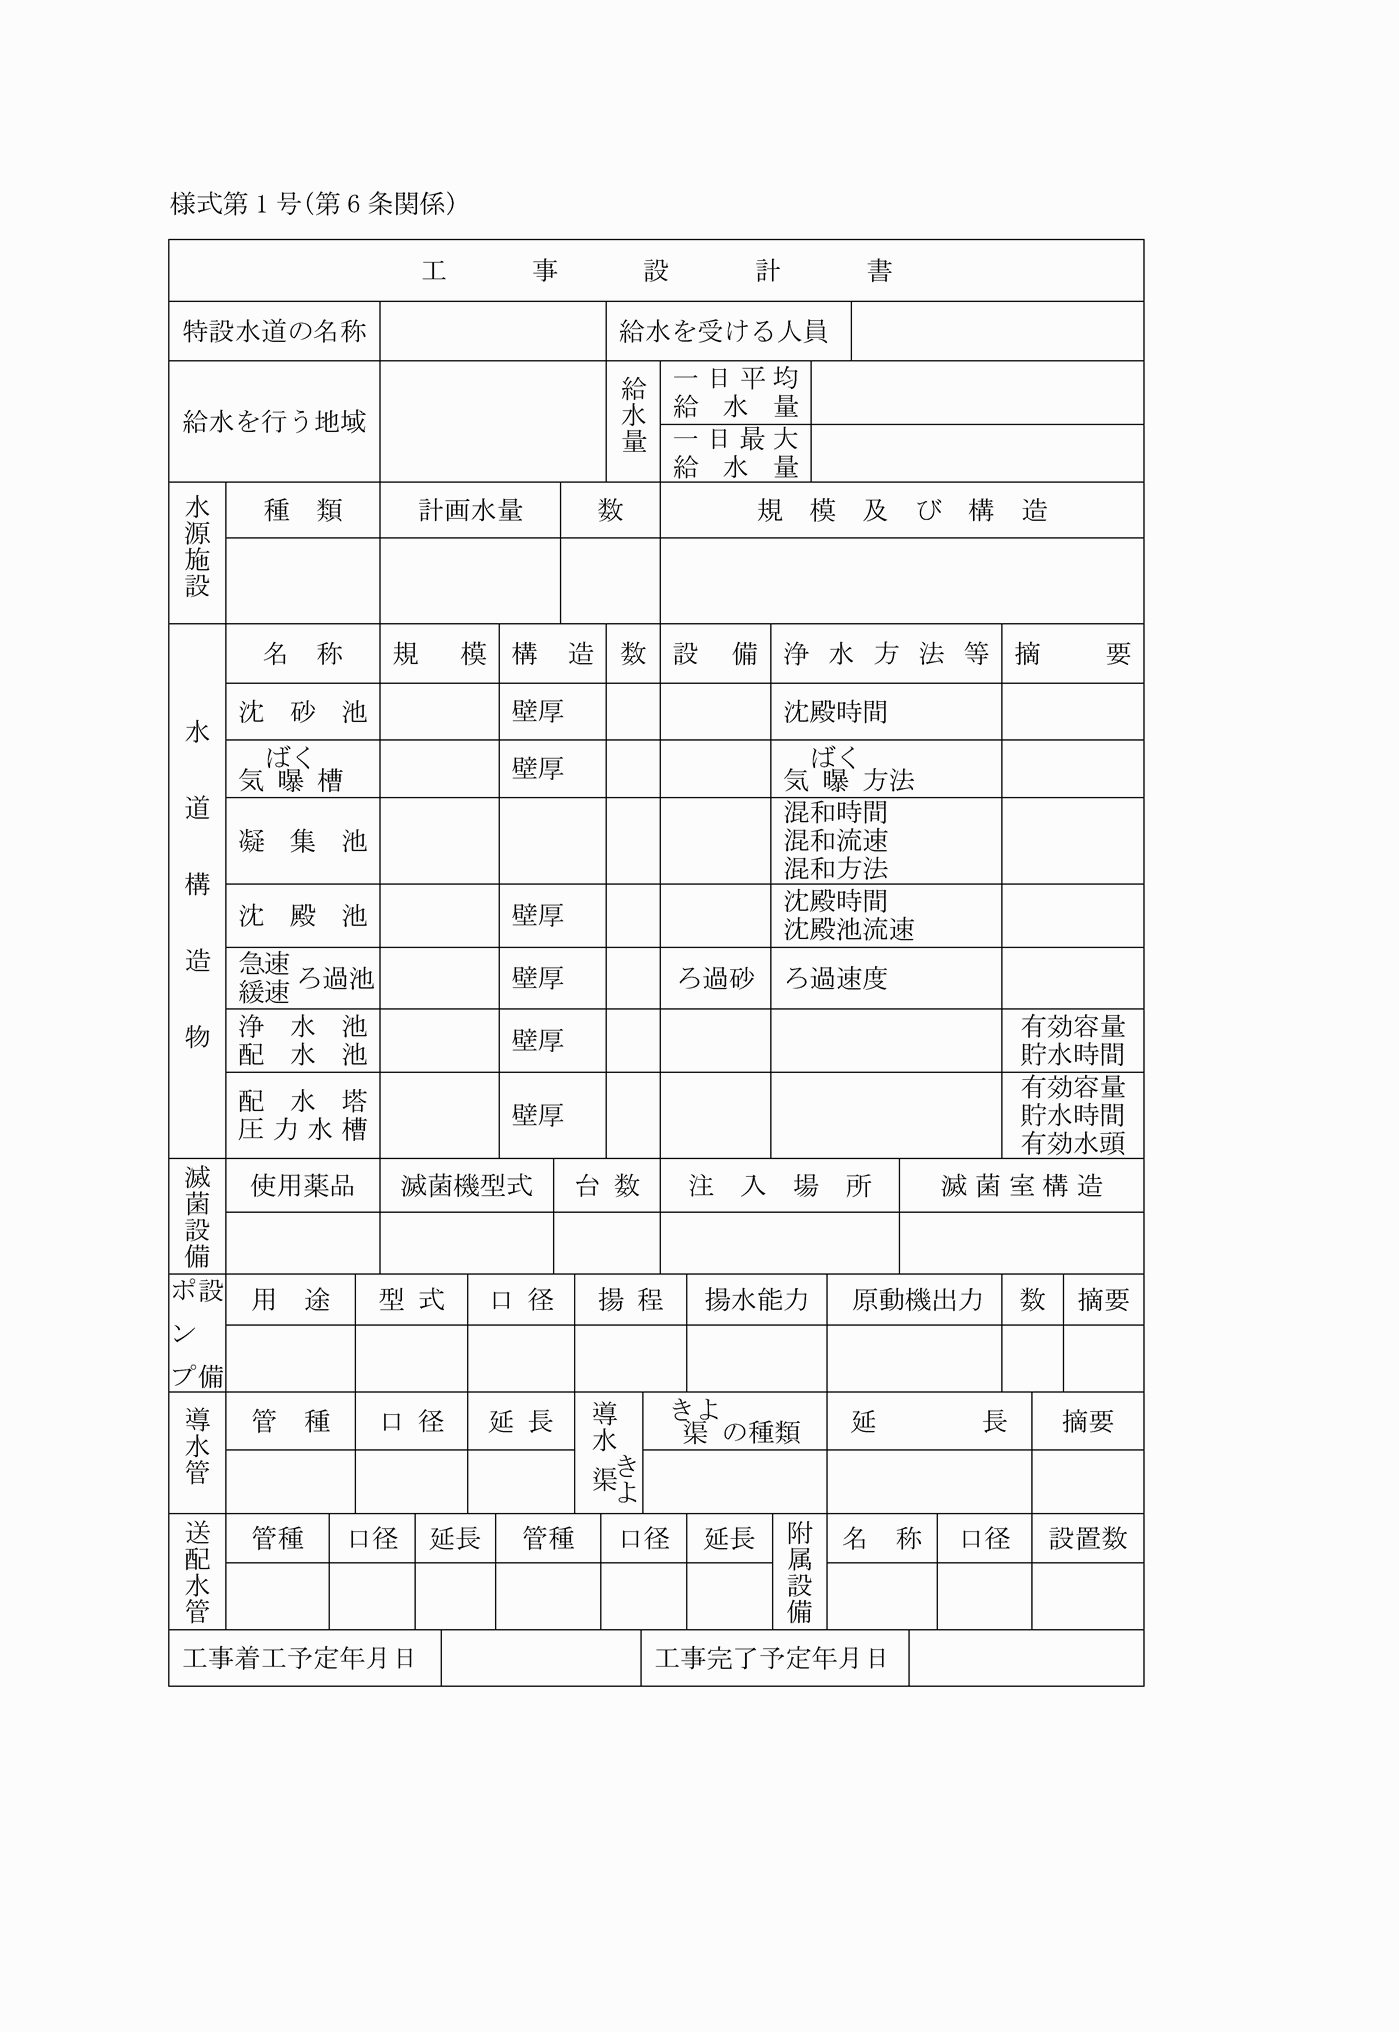 様式第1号(第6条関係)
工事設計書
特設水道の名称 給水を受ける人員
給水を行う地域 給水量 一日平均給水量
一日最大給水量
水源施設 種類 計画水量 数 規模及び構造
水道構造物 名称 規模 構造 数 設備 浄水方法等 摘要
沈砂池 壁厚 沈殿時間
ばく ばく
気曝槽 壁厚 気曝方法
凝集池 混和時間
混和流速
混和方法
沈殿池 壁厚 沈殿時間
沈殿池流速
急速
緩速 ろ過池 壁厚 ろ過砂 ろ過速度
浄水池 壁厚 有効容量
配水池 貯水時間
配水塔 壁厚 有効容量
圧力水槽 貯水時間
有効水頭
滅菌設備 使用薬品 滅菌機型式 台数 注入場所 滅菌室構造
ポンプ設備 用途 型式 口径 揚程 揚水能力 原動機出力 数 摘要
導水管 管種 口径 延長 導水渠 きよ きよ
渠の種類 延長 摘要
送配水管 管種 口径 延長 管種 口径 延長 附属設備 名称 口径 設置数
工事着工予定年月日 工事完了予定年月日